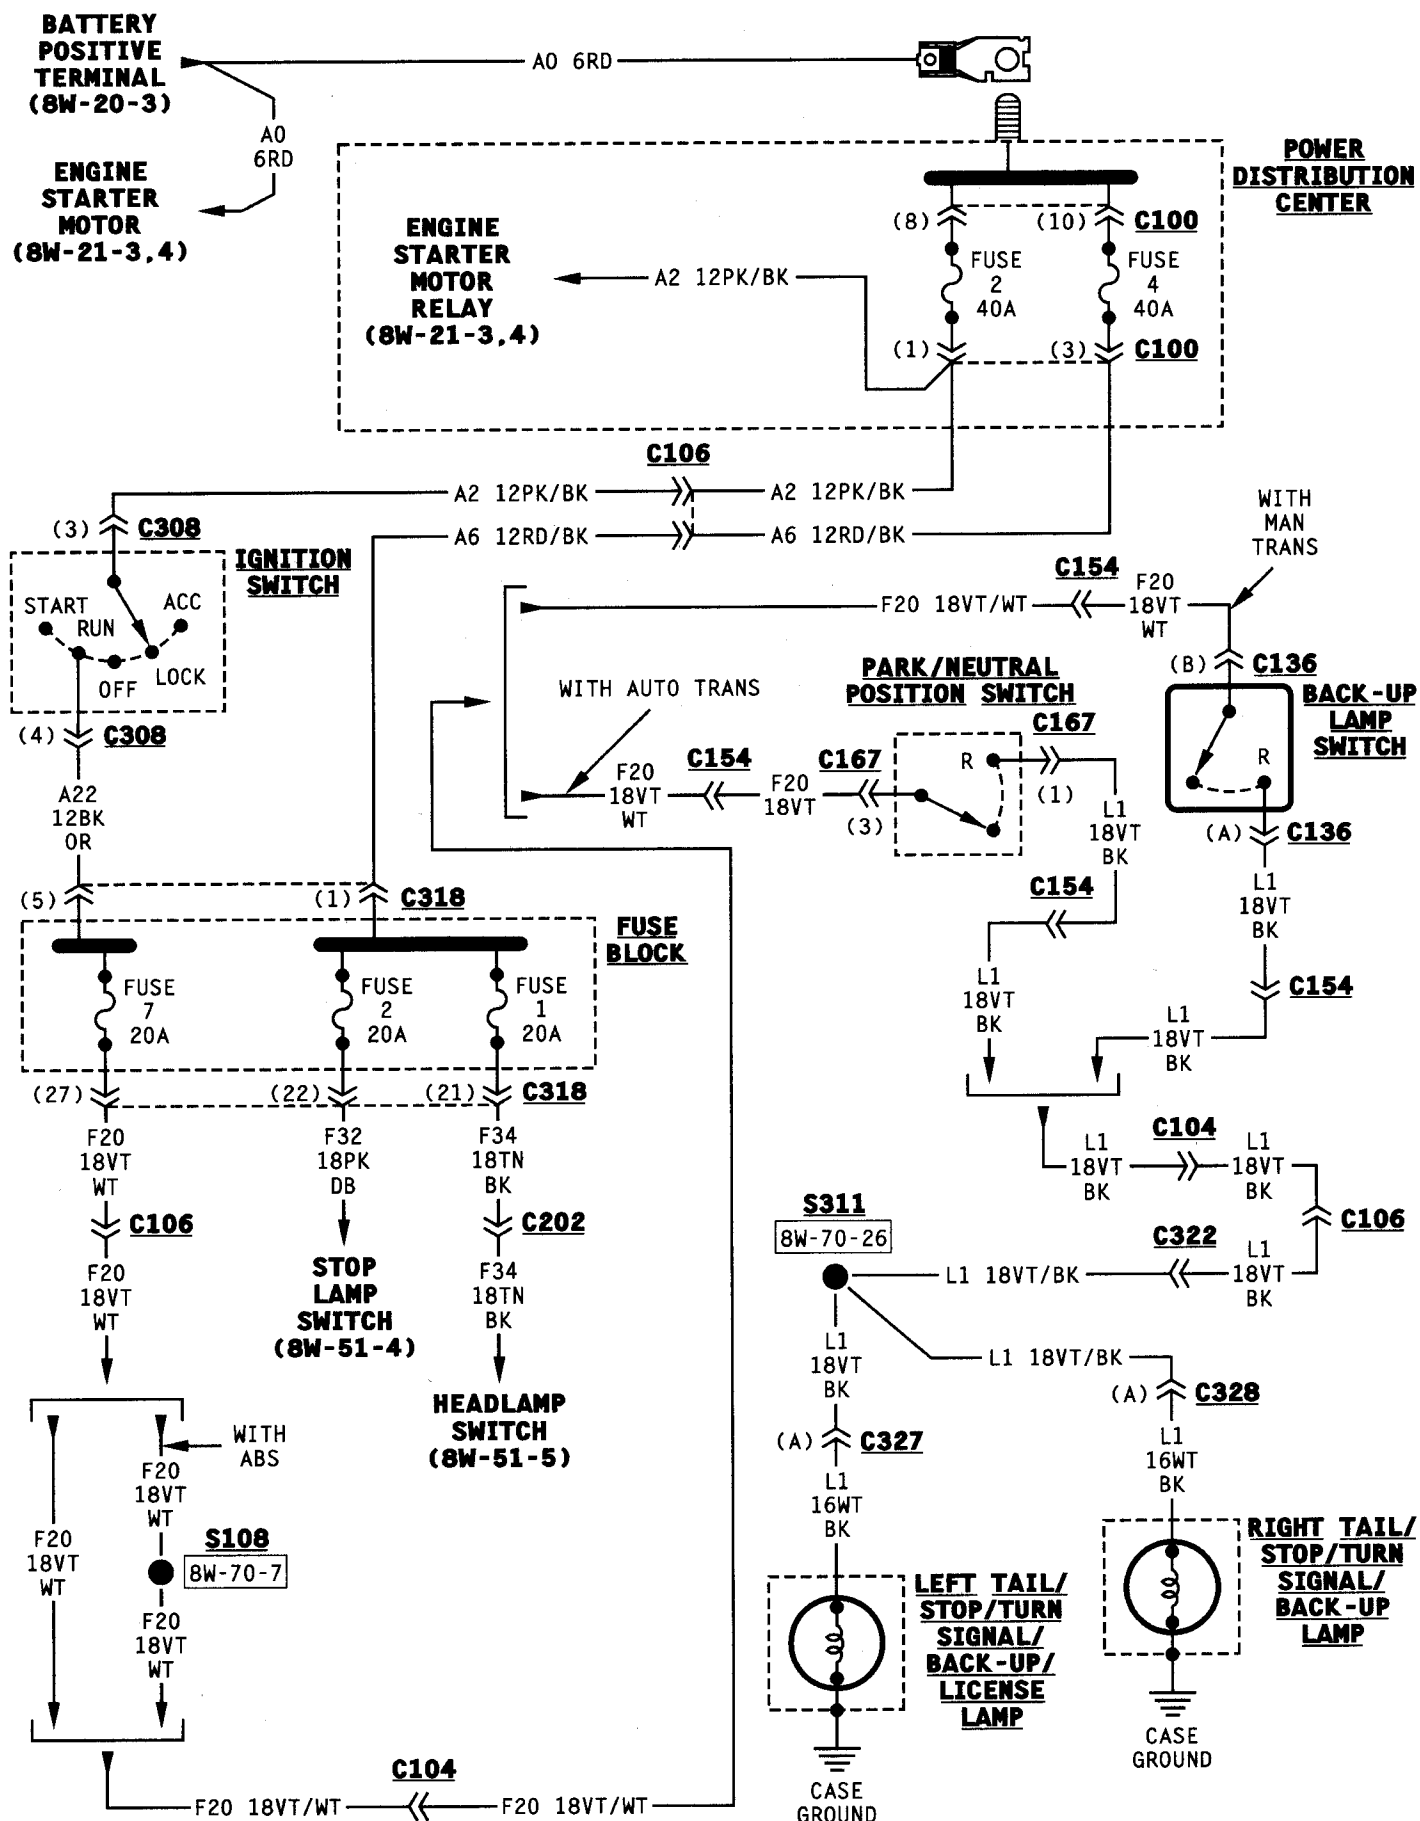 BATTERY
POSITIVE
TERMINAL
(8W-20-3)
A0 6RD
A0
6RD
ENGINE
STARTER
MOTOR
(8W-21-3,4)
POWER
DISTRIBUTION
CENTER
ENGINE
STARTER
MOTOR
RELAY
(8W-21-3,4)
A2 12PK/BK
(8)
(10)
C100
FUSE
2
40A
FUSE
4
40A
(1)
(3)
C100
C106
A2 12PK/BK
A2 12PK/BK
A6 12RD/BK
A6 12RD/BK
(3)
C308
IGNITION
SWITCH
START
RUN
ACC
OFF
LOCK
(4)
C308
A22
12BK
OR
WITH
MAN
TRANS
C154
F20 18VT/WT
F20
18VT
WT
(B)
C136
BACK-UP
LAMP
SWITCH
R
(A)
C136
PARK/NEUTRAL
POSITION SWITCH
WITH AUTO TRANS
C167
C154
C167
F20
18VT
WT
F20
18VT
(3)
R
(1)
L1
18VT
BK
C154
L1
18VT
BK
L1
18VT
BK
C154
L1
18VT
BK
(5)
(1)
C318
FUSE
BLOCK
FUSE
7
20A
FUSE
2
20A
FUSE
1
20A
(27)
(22)
(21)
C318
F20
18VT
WT
F32
18PK
DB
F34
18TN
BK
C106
C202
F20
18VT
WT
STOP
LAMP
SWITCH
(8W-51-4)
F34
18TN
BK
HEADLAMP
SWITCH
(8W-51-5)
WITH
ABS
F20
18VT
WT
F20
18VT
WT
S108
8W-70-7
F20
18VT
WT
C104
F20 18VT/WT
F20 18VT/WT
C104
L1
18VT
BK
L1
18VT
BK
C106
S311
8W-70-26
C322
L1 18VT/BK
L1
18VT
BK
L1
18VT
BK
L1 18VT/BK
(A)
C328
(A)
C327
L1
16WT
BK
L1
16WT
BK
RIGHT TAIL/
STOP/TURN
SIGNAL/
BACK-UP
LAMP
LEFT TAIL/
STOP/TURN
SIGNAL/
BACK-UP/
LICENSE
LAMP
CASE
GROUND
CASE
GROUND